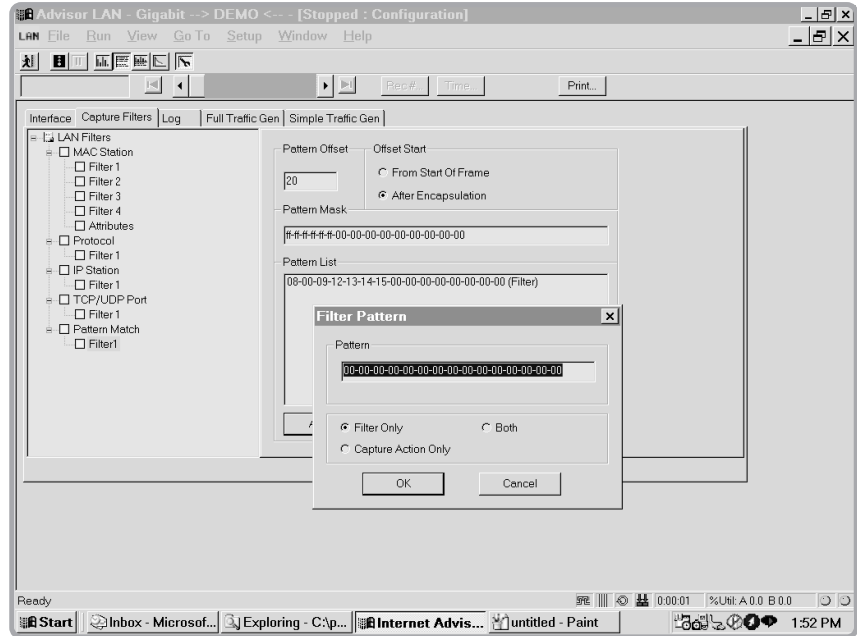 Advisor LAN - Gigabit --> DEMO <-- - [Stopped : Configuration]
LAN File Run View Go To Setup Window Help
Rec# Time... Print...
Interface Capture Filters Log Full Traffic Gen Simple Traffic Gen
LAN Filters
MAC Station
Filter 1
Filter 2
Filter 3
Filter 4
Attributes
Protocol
Filter 1
IP Station
Filter 1
TCP/UDP Port
Filter 1
Pattern Match
Filter1
Pattern Offset
20
Offset Start
From Start Of Frame
After Encapsulation
Pattern Mask
ff-ff-ff-ff-ff-ff-00-00-00-00-00-00-00-00-00
Pattern List
08-00-09-12-13-14-15-00-00-00-00-00-00-00-00 (Filter)
Filter Pattern
Pattern
00-00-00-00-00-00-00-00-00-00-00-00-00-00-00
Filter Only Both
Capture Action Only
OK Cancel
Ready 0:00:01 %Util: A 0.0 B 0.0
Start Inbox - Microsof... Exploring - C:\p... Internet Advis... untitled - Paint 1:52 PM